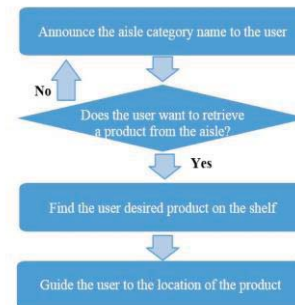 Announce the aisle category name to the user
No
Does the user want to retrieve
a product from the aisle?
Yes
Find the user desired product on the shelf
Guide the user to the location of the product